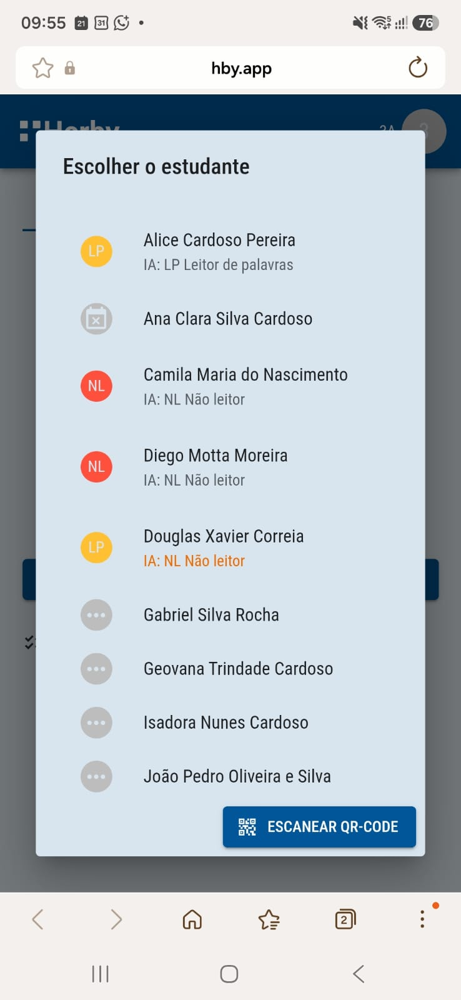 09:55 21 31
76
hby.app
Escolher o estudante
LP Alice Cardoso Pereira
IA: LP Leitor de palavras
Ana Clara Silva Cardoso
NL Camila Maria do Nascimento
IA: NL Não leitor
NL Diego Motta Moreira
IA: NL Não leitor
LP Douglas Xavier Correia
IA: NL Não leitor
Gabriel Silva Rocha
Geovana Trindade Cardoso
Isadora Nunes Cardoso
João Pedro Oliveira e Silva
ESCANEAR QR-CODE
2